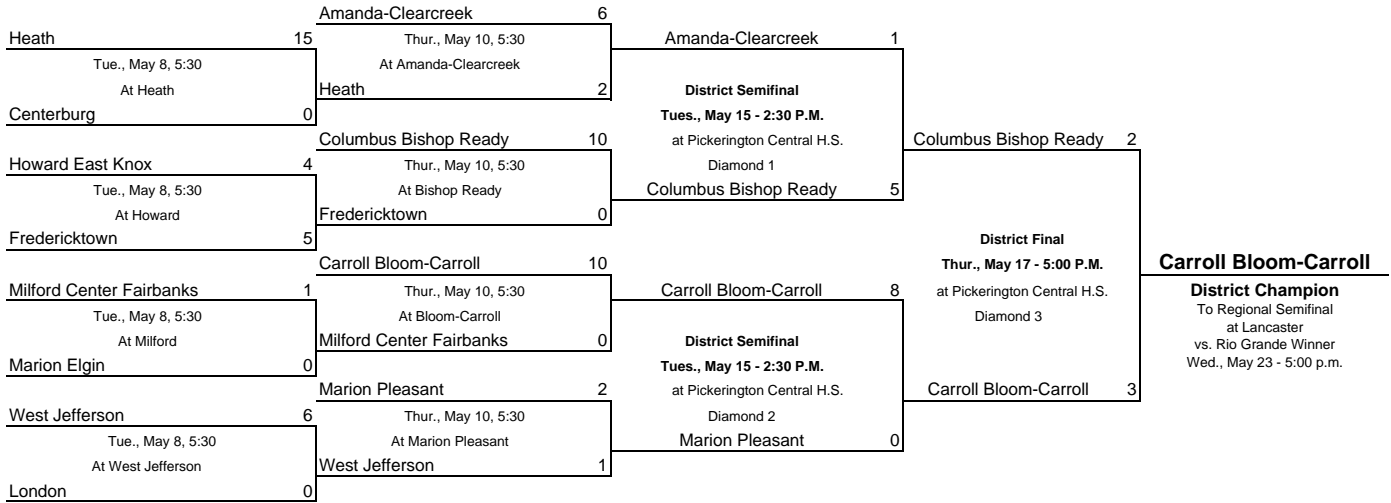 Heath 15
Tue., May 8, 5:30
At Heath
Centerburg 0
Howard East Knox 4
Tue., May 8, 5:30
At Howard
Fredericktown 5
Milford Center Fairbanks 1
Tue., May 8, 5:30
At Milford
Marion Elgin 0
West Jefferson 6
Tue., May 8, 5:30
At West Jefferson
London 0
Amanda-Clearcreek 6
Thur., May 10, 5:30
At Amanda-Clearcreek
Heath 2
Columbus Bishop Ready 10
Thur., May 10, 5:30
At Bishop Ready
Fredericktown 0
Carroll Bloom-Carroll 10
Thur., May 10, 5:30
At Bloom-Carroll
Milford Center Fairbanks 0
Marion Pleasant 2
Thur., May 10, 5:30
At Marion Pleasant
West Jefferson 1
Amanda-Clearcreek 1
District Semifinal
Tues., May 15 - 2:30 P.M.
at Pickerington Central H.S.
Diamond 1
Columbus Bishop Ready 5
Carroll Bloom-Carroll 8
District Semifinal
Tues., May 15 - 2:30 P.M.
at Pickerington Central H.S.
Diamond 2
Marion Pleasant 0
Columbus Bishop Ready 2
District Final
Thur., May 17 - 5:00 P.M.
at Pickerington Central H.S.
Diamond 3
Carroll Bloom-Carroll 3
Carroll Bloom-Carroll
District Champion
To Regional Semifinal
at Lancaster
vs. Rio Grande Winner
Wed., May 23 - 5:00 p.m.